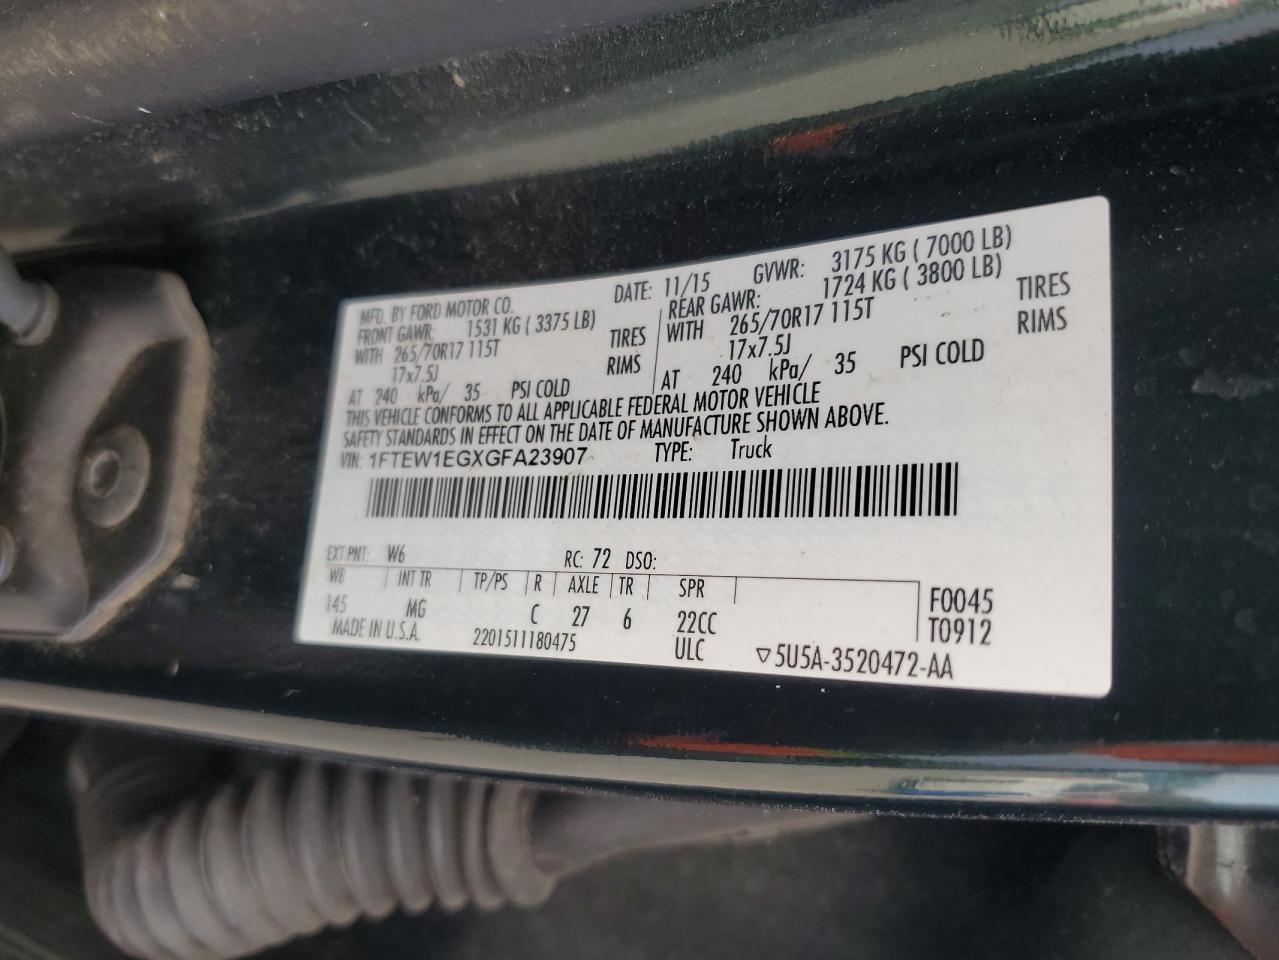 MFD. BY FORD MOTOR CO.
DATE: 11/15
GVWR: 3175 KG ( 7000 LB)
FRONT GAWR: 1531 KG ( 3375 LB)
WITH 265/70R17 115T TIRES
17x7.5J RIMS
AT 240 kPa/ 35 PSI COLD
REAR GAWR: 1724 KG ( 3800 LB)
WITH 265/70R17 115T TIRES
17x7.5J RIMS
AT 240 kPa/ 35 PSI COLD
THIS VEHICLE CONFORMS TO ALL APPLICABLE FEDERAL MOTOR VEHICLE
SAFETY STANDARDS IN EFFECT ON THE DATE OF MANUFACTURE SHOWN ABOVE.
VIN: 1FTEW1EGXGFA23907 TYPE: Truck
EXT PNT: W6 RC: 72 DSO:
WB INT TR TP/PS R AXLE TR SPR
145 MG C 27 6 22CC
F0045
T0912
MADE IN U.S.A. 2201511180475 ULC ▽5U5A-3520472-AA